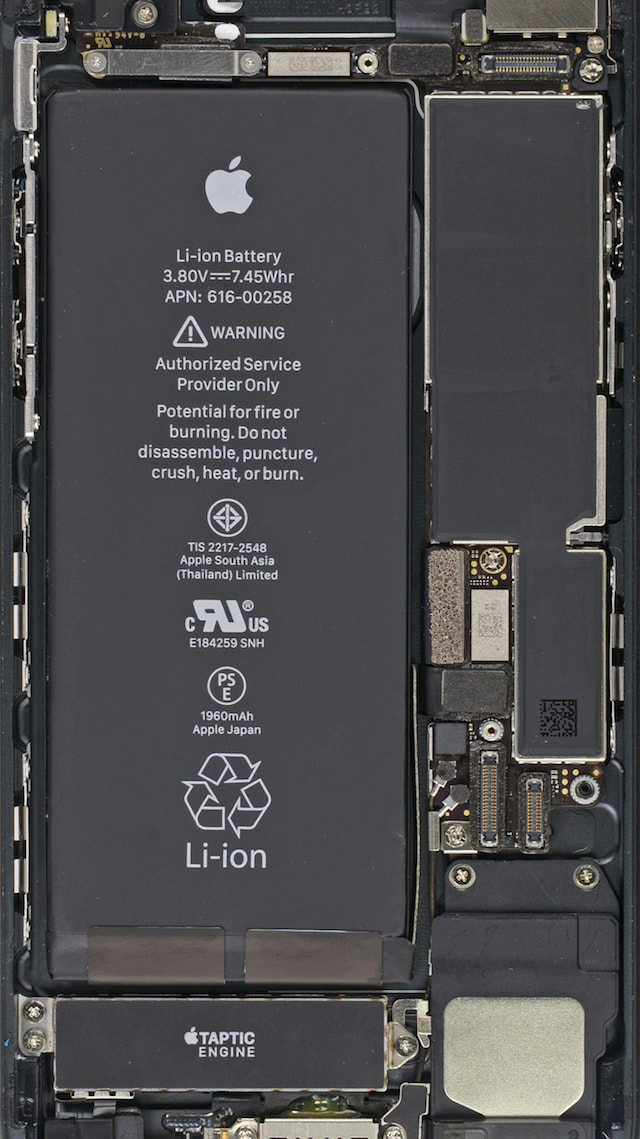 Li-ion Battery
3.80V⎓7.45Whr
APN: 616-00258
WARNING
Authorized Service
Provider Only
Potential for fire or
burning. Do not
disassemble, puncture,
crush, heat, or burn.
TIS 2217-2548
Apple South Asia
(Thailand) Limited
c RU® US
E184259 SNH
PS
E
1960mAh
Apple Japan
Li-ion
TAPTIC
ENGINE